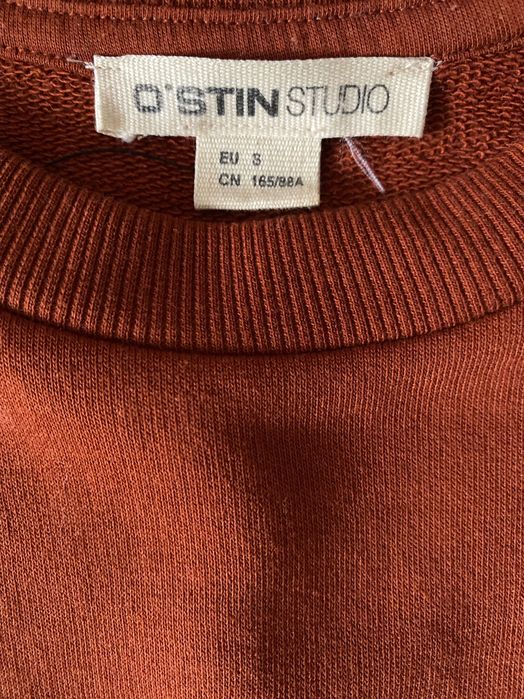 O'STIN STUDIO
EU S
CN 165/88A